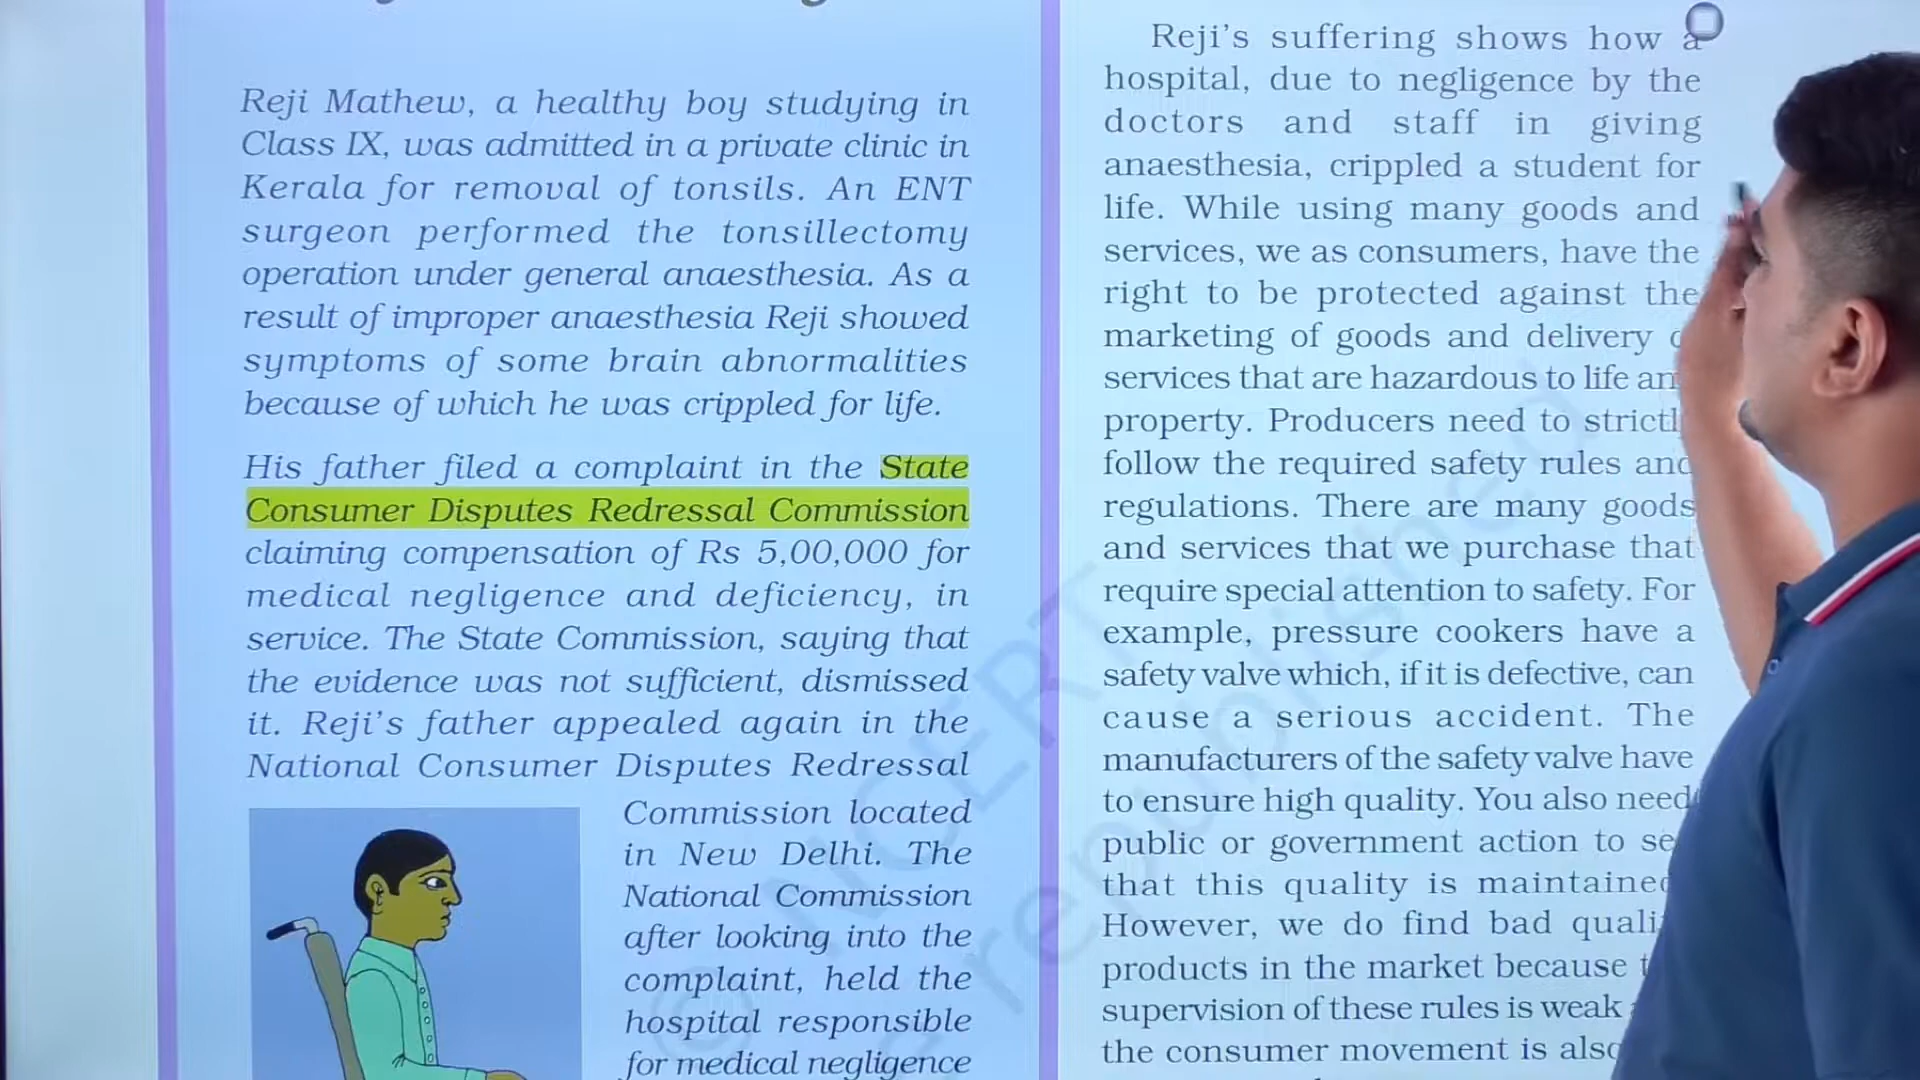 Reji Mathew, a healthy boy studying in
Class IX, was admitted in a private clinic in
Kerala for removal of tonsils. An ENT
surgeon performed the tonsillectomy
operation under general anaesthesia. As a
result of improper anaesthesia Reji showed
symptoms of some brain abnormalities
because of which he was crippled for life.
His father filed a complaint in the State
Consumer Disputes Redressal Commission
claiming compensation of Rs 5,00,000 for
medical negligence and deficiency, in
service. The State Commission, saying that
the evidence was not sufficient, dismissed
it. Reji's father appealed again in the
National Consumer Disputes Redressal
Commission located
in New Delhi. The
National Commission
after looking into the
complaint, held the
hospital responsible
for medical negligence
Reji's suffering shows how a
hospital, due to negligence by the
doctors and staff in giving
anaesthesia, crippled a student for
life. While using many goods and
services, we as consumers, have the
right to be protected against the
marketing of goods and delivery
services that are hazardous to life an
property. Producers need to strictl
follow the required safety rules and
regulations. There are many goods
and services that we purchase that
require special attention to safety. For
example, pressure cookers have a
safety valve which, if it is defective, can
cause a serious accident. The
manufacturers of the safety valve have
to ensure high quality. You also need
public or government action to se
that this quality is maintained
However, we do find bad quali
products in the market because t
supervision of these rules is weak
the consumer movement is also
© NCERT
republished